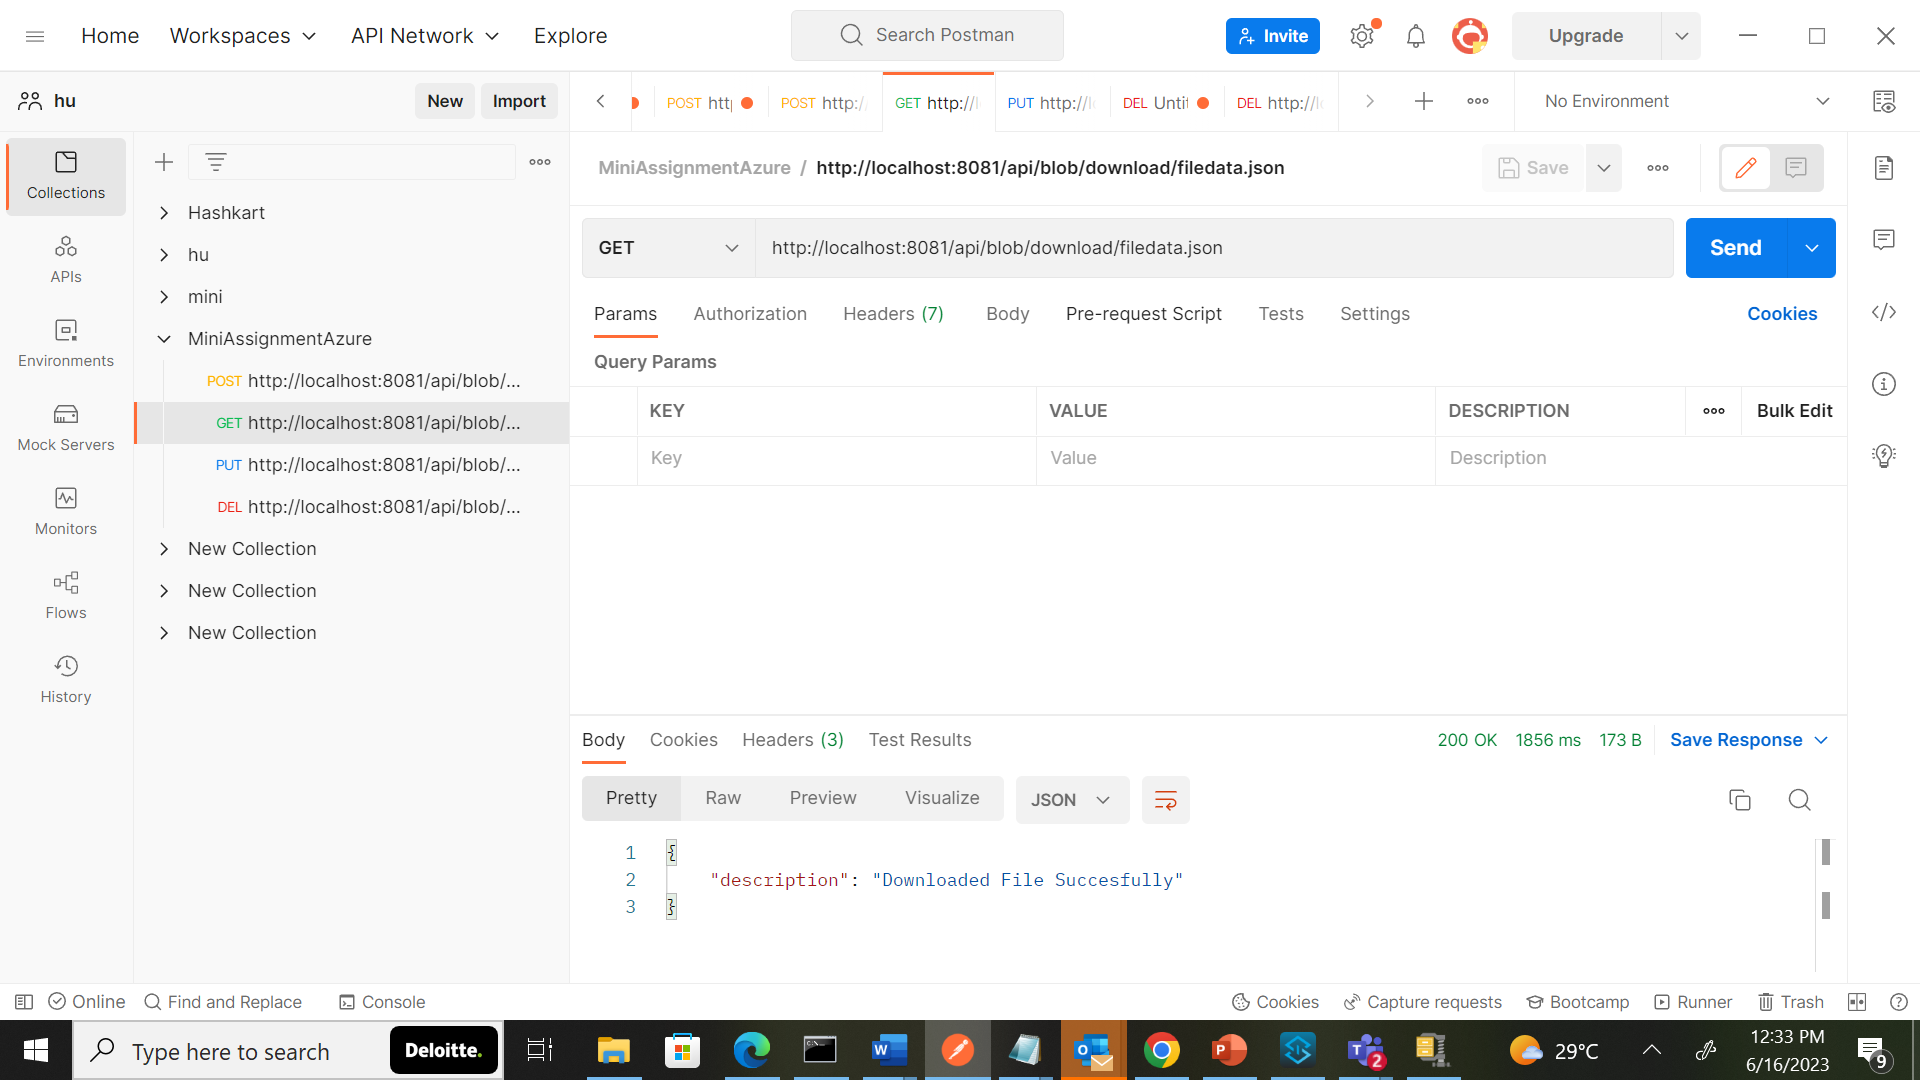 Home Workspaces API Network Explore Search Postman Invite Upgrade
hu New Import POST POST http:/ GET http:// PUT http:// DEL DEL http:// No Environment
MiniAssignmentAzure / http://localhost:8081/api/blob/download/filedata.json Save
Collections
APIs
Environments
Mock Servers
Monitors
Flows
History
Hashkart
hu
mini
MiniAssignmentAzure
POST http://localhost:8081/api/blob/...
GET http://localhost:8081/api/blob/...
PUT http://localhost:8081/api/blob/...
DEL http://localhost:8081/api/blob/...
New Collection
New Collection
New Collection
GET http://localhost:8081/api/blob/download/filedata.json Send
Params Authorization Headers (7) Body Pre-request Script Tests Settings Cookies
Query Params
KEY VALUE DESCRIPTION Bulk Edit
Key Value Description
Body Cookies Headers (3) Test Results 200 OK 1856 ms 173 B Save Response
Pretty Raw Preview Visualize JSON
1 {
2 "description": "Downloaded File Succesfully"
3 }
Online Find and Replace Console Cookies Capture requests Bootcamp Runner Trash
Type here to search Deloitte. 2 29°C 12:33 PM
6/16/2023 9